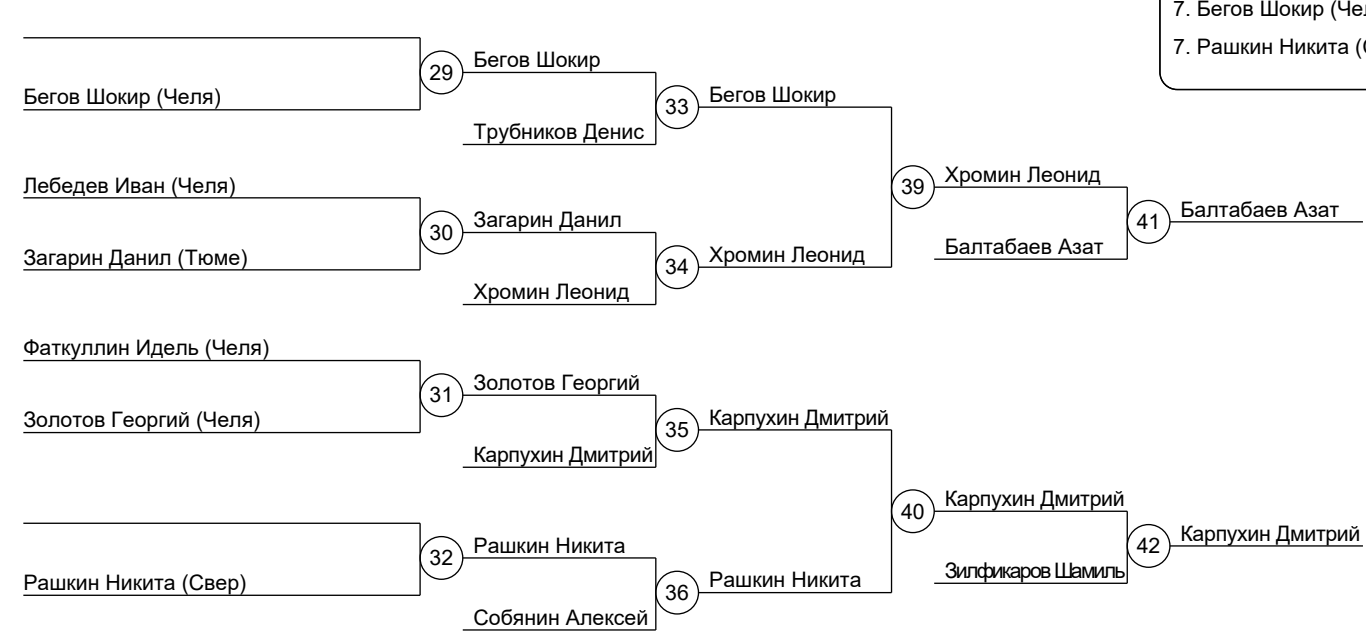 7. Бегов Шокир
7. Рашкин Никита
Бегов Шокир (Челя)
29
Бегов Шокир
Трубников Денис
33
Бегов Шокир
Лебедев Иван (Челя)
Загарин Данил (Тюме)
30
Загарин Данил
Хромин Леонид
34
Хромин Леонид
39
Хромин Леонид
Балтабаев Азат
41
Балтабаев Азат
Фаткуллин Идель (Челя)
Золотов Георгий (Челя)
31
Золотов Георгий
Карпухин Дмитрий
35
Карпухин Дмитрий
Рашкин Никита (Свер)
32
Рашкин Никита
Собянин Алексей
36
Рашкин Никита
40
Карпухин Дмитрий
Зилфикаров Шамиль
42
Карпухин Дмитрий